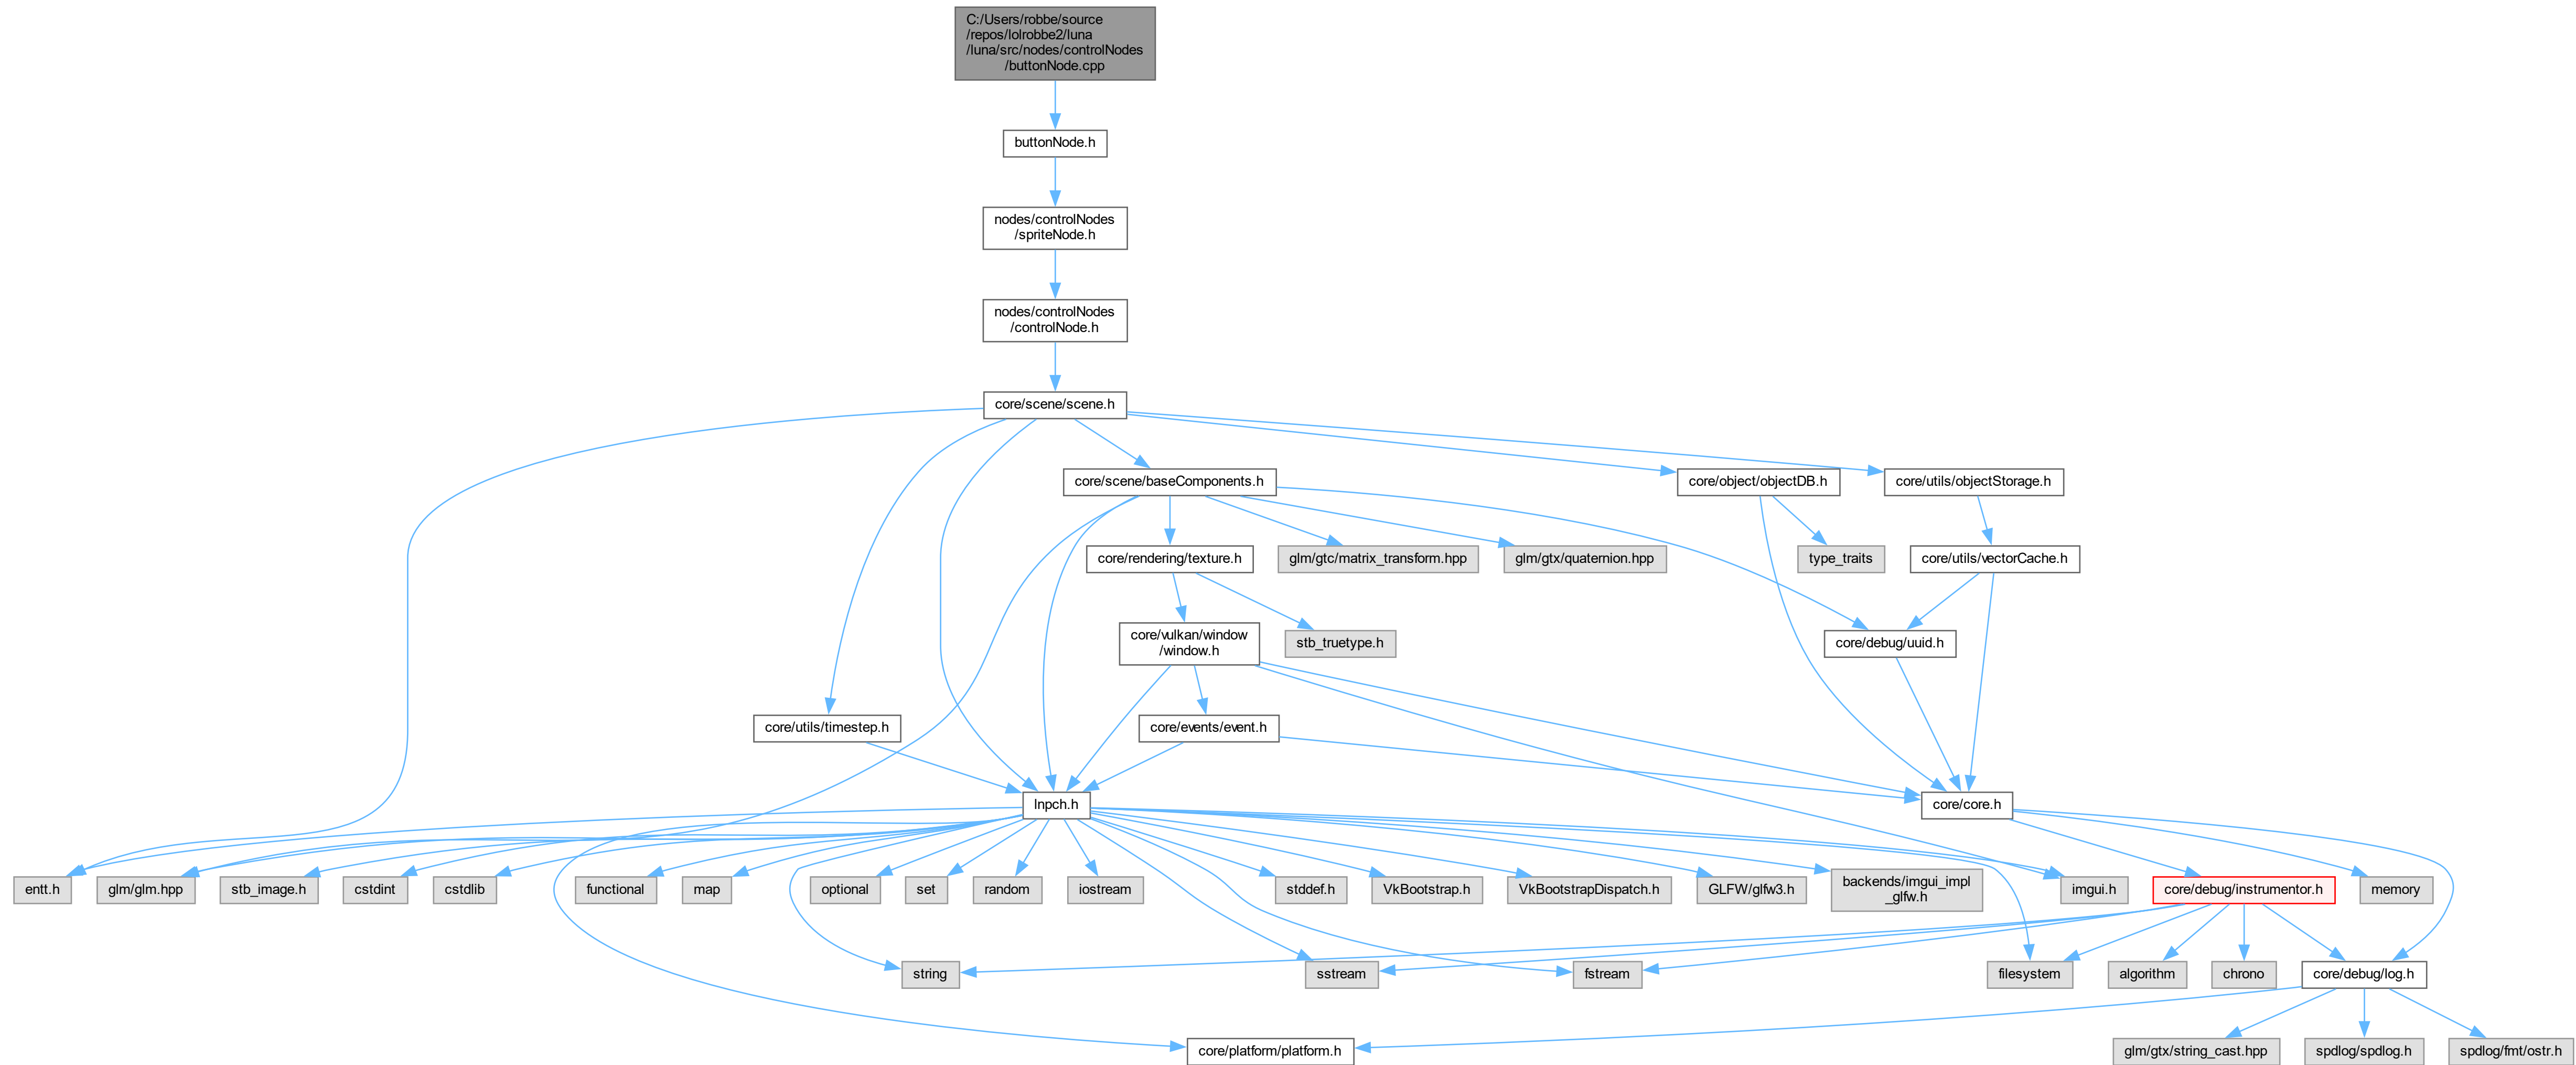 C:/Users/robbe/source
/repos/lolrobbe2/luna
/luna/src/nodes/controlNodes
/buttonNode.cpp
buttonNode.h
nodes/controlNodes
/spriteNode.h
nodes/controlNodes
/controlNode.h
core/scene/scene.h
core/scene/baseComponents.h
core/object/objectDB.h
core/utils/objectStorage.h
core/rendering/texture.h
glm/gtc/matrix_transform.hpp
glm/gtx/quaternion.hpp
type_traits
core/utils/vectorCache.h
core/vulkan/window
/window.h
stb_truetype.h
core/debug/uuid.h
core/utils/timestep.h
core/events/event.h
lnpch.h
core/core.h
entt.h
glm/glm.hpp
stb_image.h
cstdint
cstdlib
functional
map
optional
set
random
iostream
stddef.h
VkBootstrap.h
VkBootstrapDispatch.h
GLFW/glfw3.h
backends/imgui_impl
_glfw.h
imgui.h
core/debug/instrumentor.h
memory
string
sstream
fstream
filesystem
algorithm
chrono
core/debug/log.h
core/platform/platform.h
glm/gtx/string_cast.hpp
spdlog/spdlog.h
spdlog/fmt/ostr.h